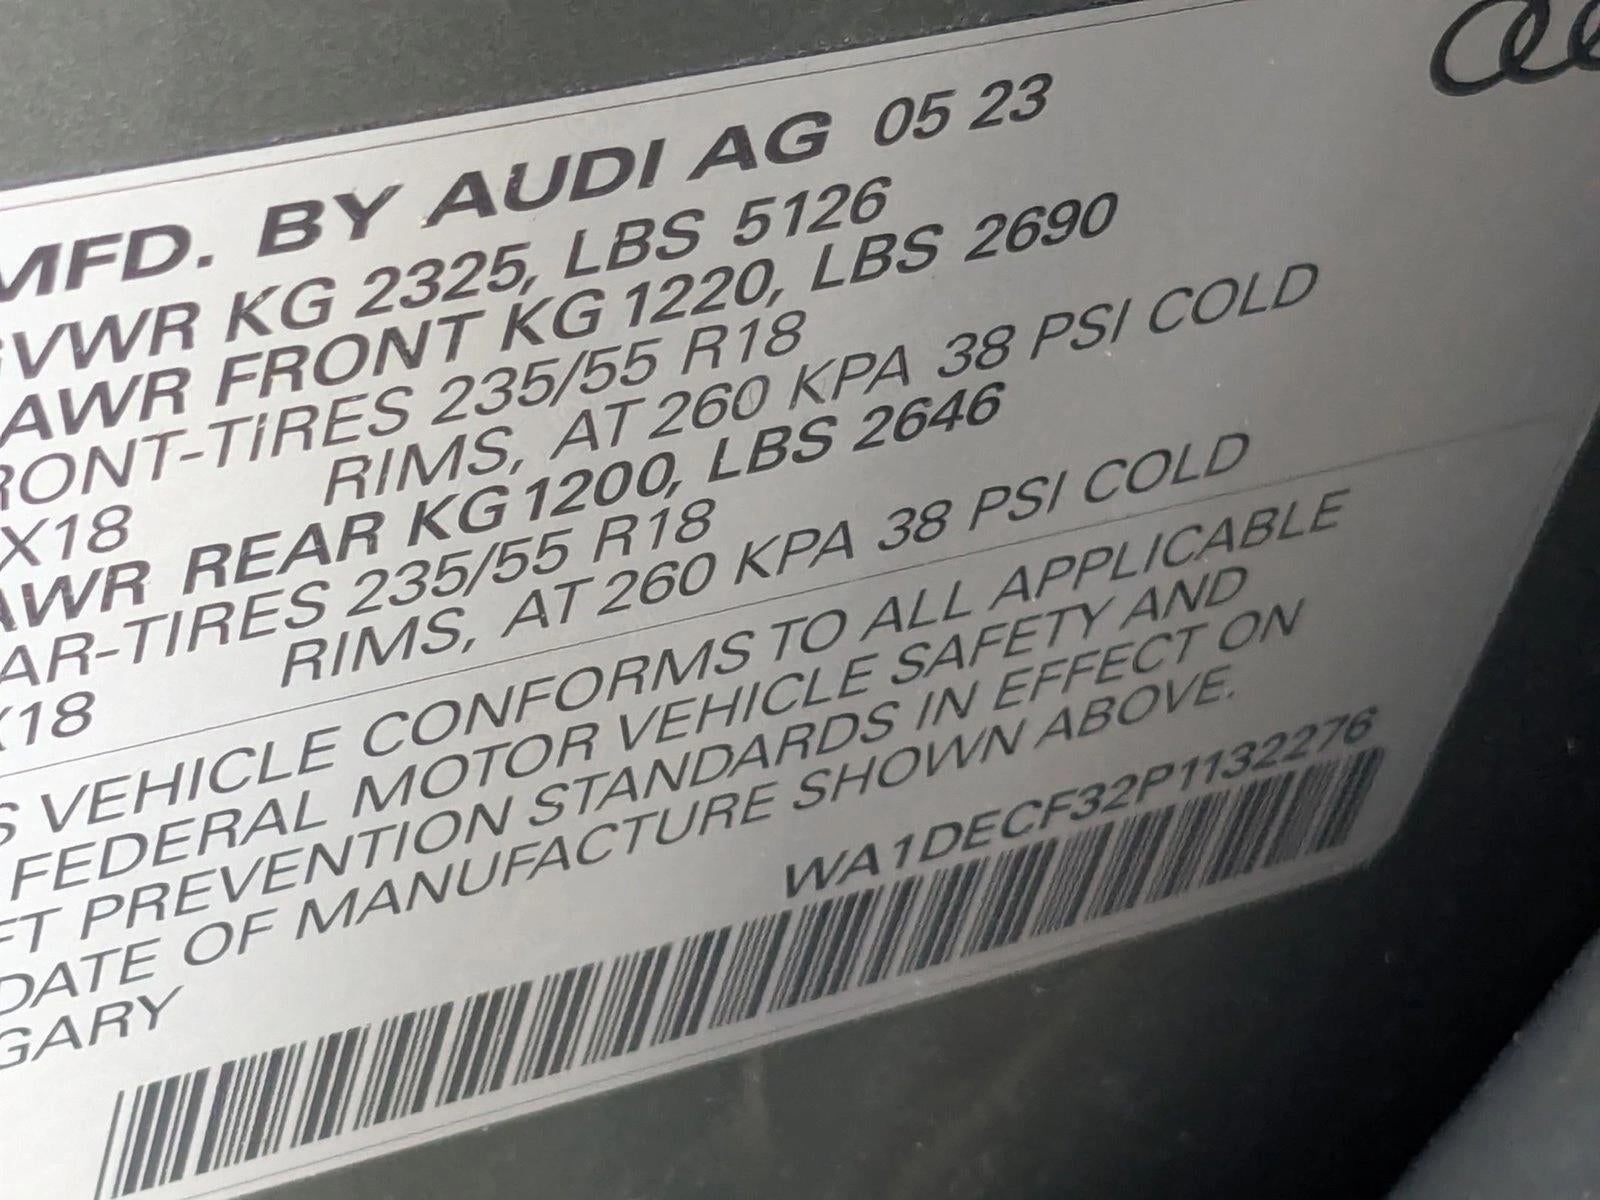 MFD. BY AUDI AG 05 23
GVWR KG 2325, LBS 5126
AWR FRONT KG 1220, LBS 2690
RONT-TIRES 235/55 R18
X18 RIMS, AT 260 KPA 38 PSI COLD
AWR REAR KG 1200, LBS 2646
AR-TIRES 235/55 R18
X18 RIMS, AT 260 KPA 38 PSI COLD
S VEHICLE CONFORMS TO ALL APPLICABLE
FEDERAL MOTOR VEHICLE SAFETY AND
FT PREVENTION STANDARDS IN EFFECT ON
DATE OF MANUFACTURE SHOWN ABOVE.
GARY
WA1DECF32P1132276